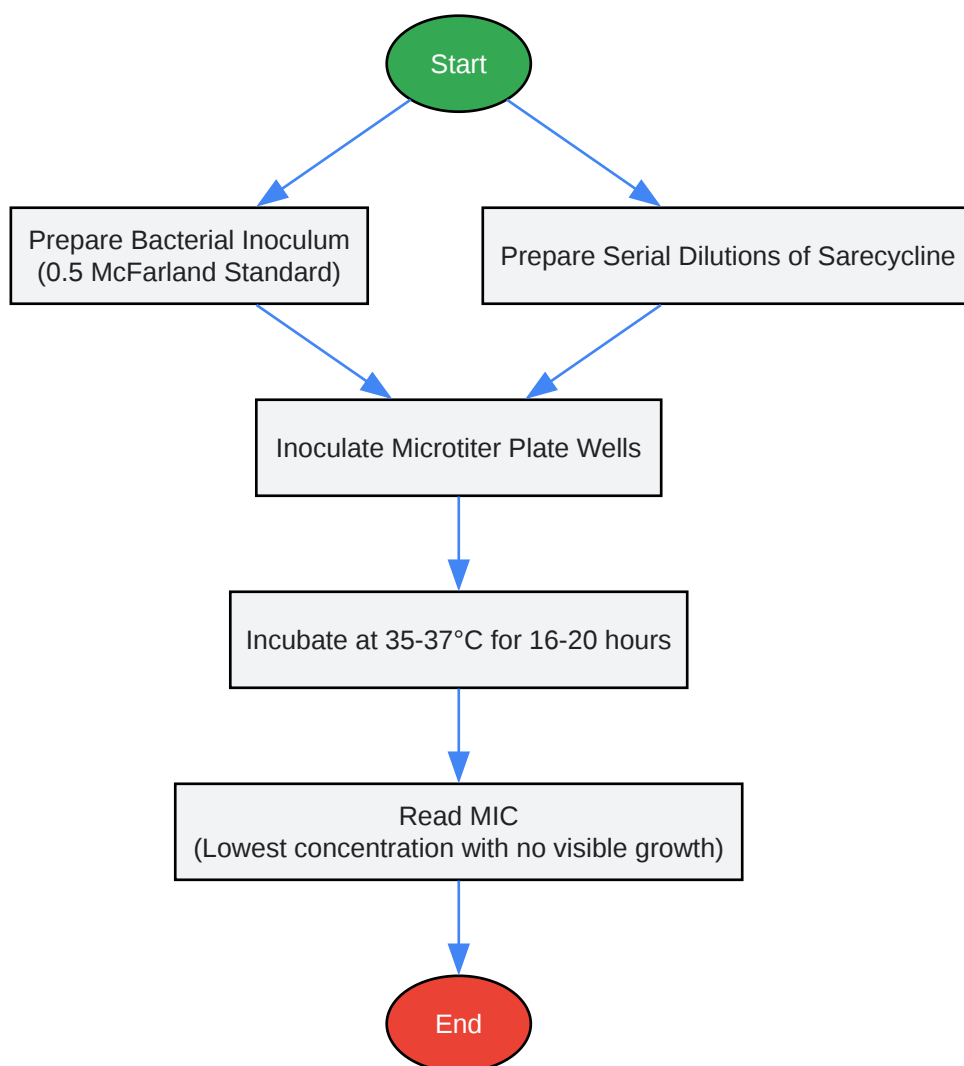 Start
Prepare Bacterial Inoculum
(0.5 McFarland Standard)
Prepare Serial Dilutions of Sarecycline
Inoculate Microtiter Plate Wells
Incubate at 35-37°C for 16-20 hours
Read MIC
(Lowest concentration with no visible growth)
End